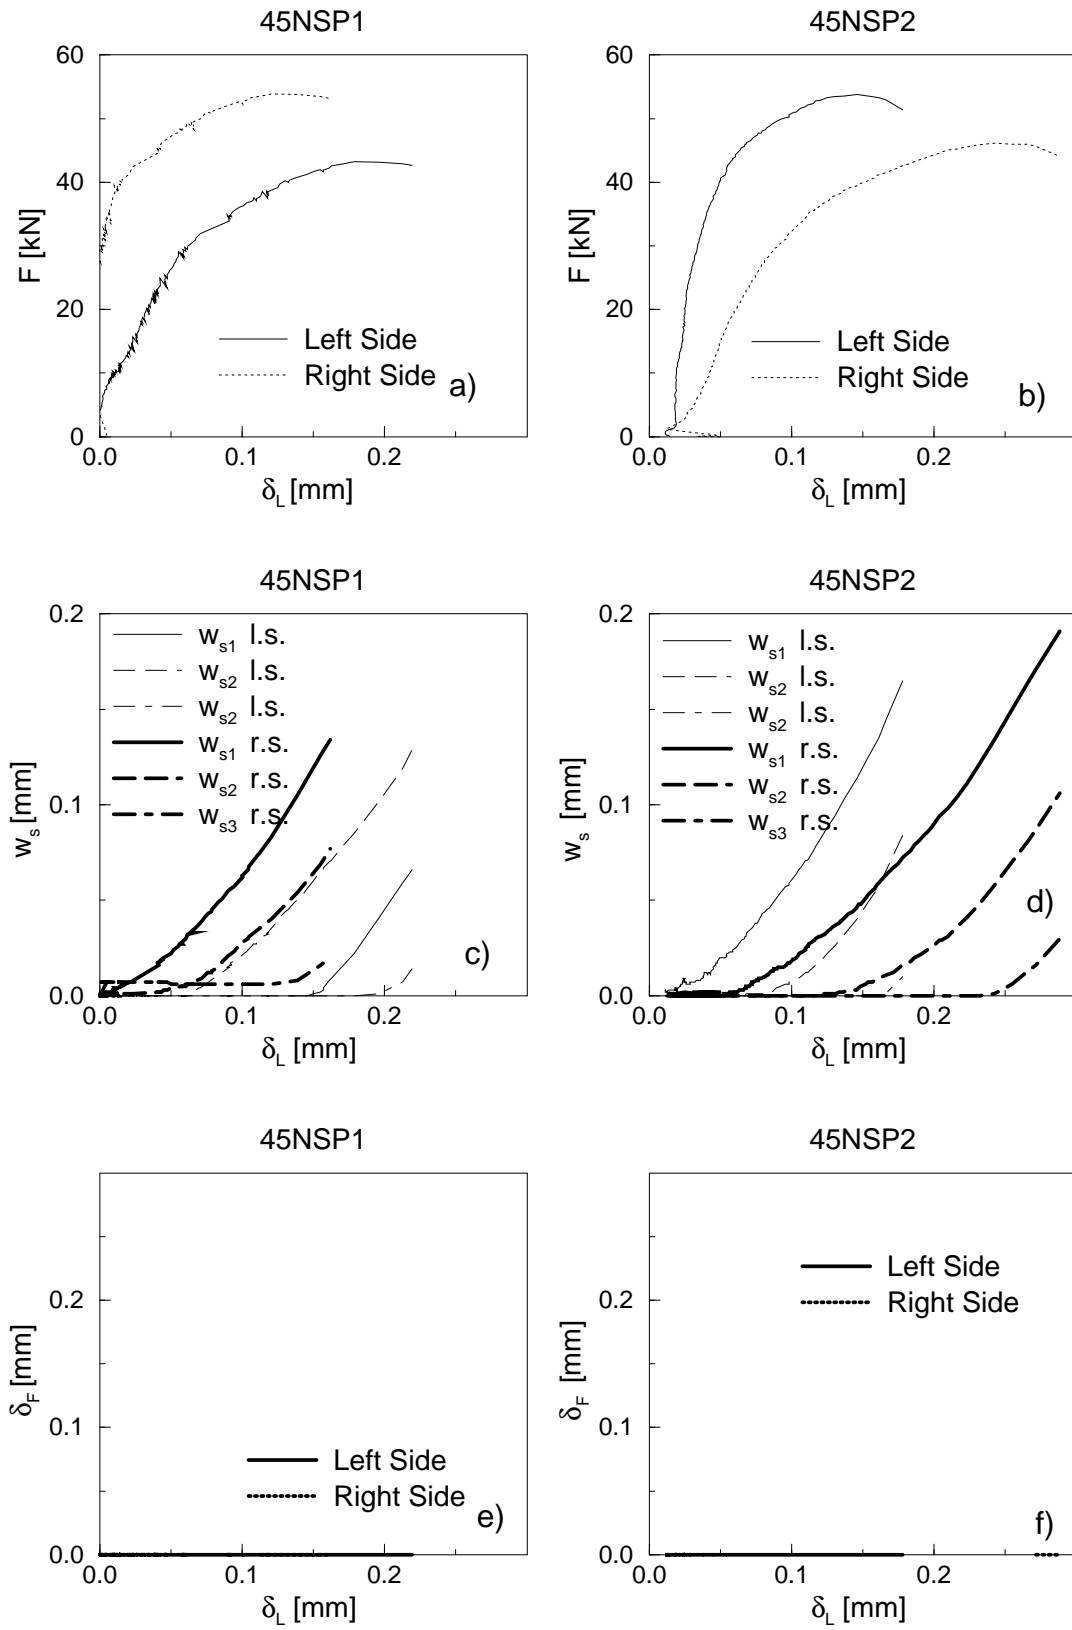 45NSP1
60
40
20
0
F [kN]
Left Side
Right Side
a)
0.0 0.1 0.2
δL [mm]
45NSP2
60
40
20
0
F [kN]
Left Side
Right Side
b)
0.0 0.1 0.2
δL [mm]
45NSP1
0.2
0.1
0.0
ws [mm]
ws1 l.s.
ws2 l.s.
ws2 l.s.
ws1 r.s.
ws2 r.s.
ws3 r.s.
c)
0.0 0.1 0.2
δL [mm]
45NSP2
0.2
0.1
0.0
ws [mm]
ws1 l.s.
ws2 l.s.
ws2 l.s.
ws1 r.s.
ws2 r.s.
ws3 r.s.
d)
0.0 0.1 0.2
δL [mm]
45NSP1
0.2
0.1
0.0
δF [mm]
Left Side
Right Side
e)
0.0 0.1 0.2
δL [mm]
45NSP2
0.2
0.1
0.0
δF [mm]
Left Side
Right Side
f)
0.0 0.1 0.2
δL [mm]